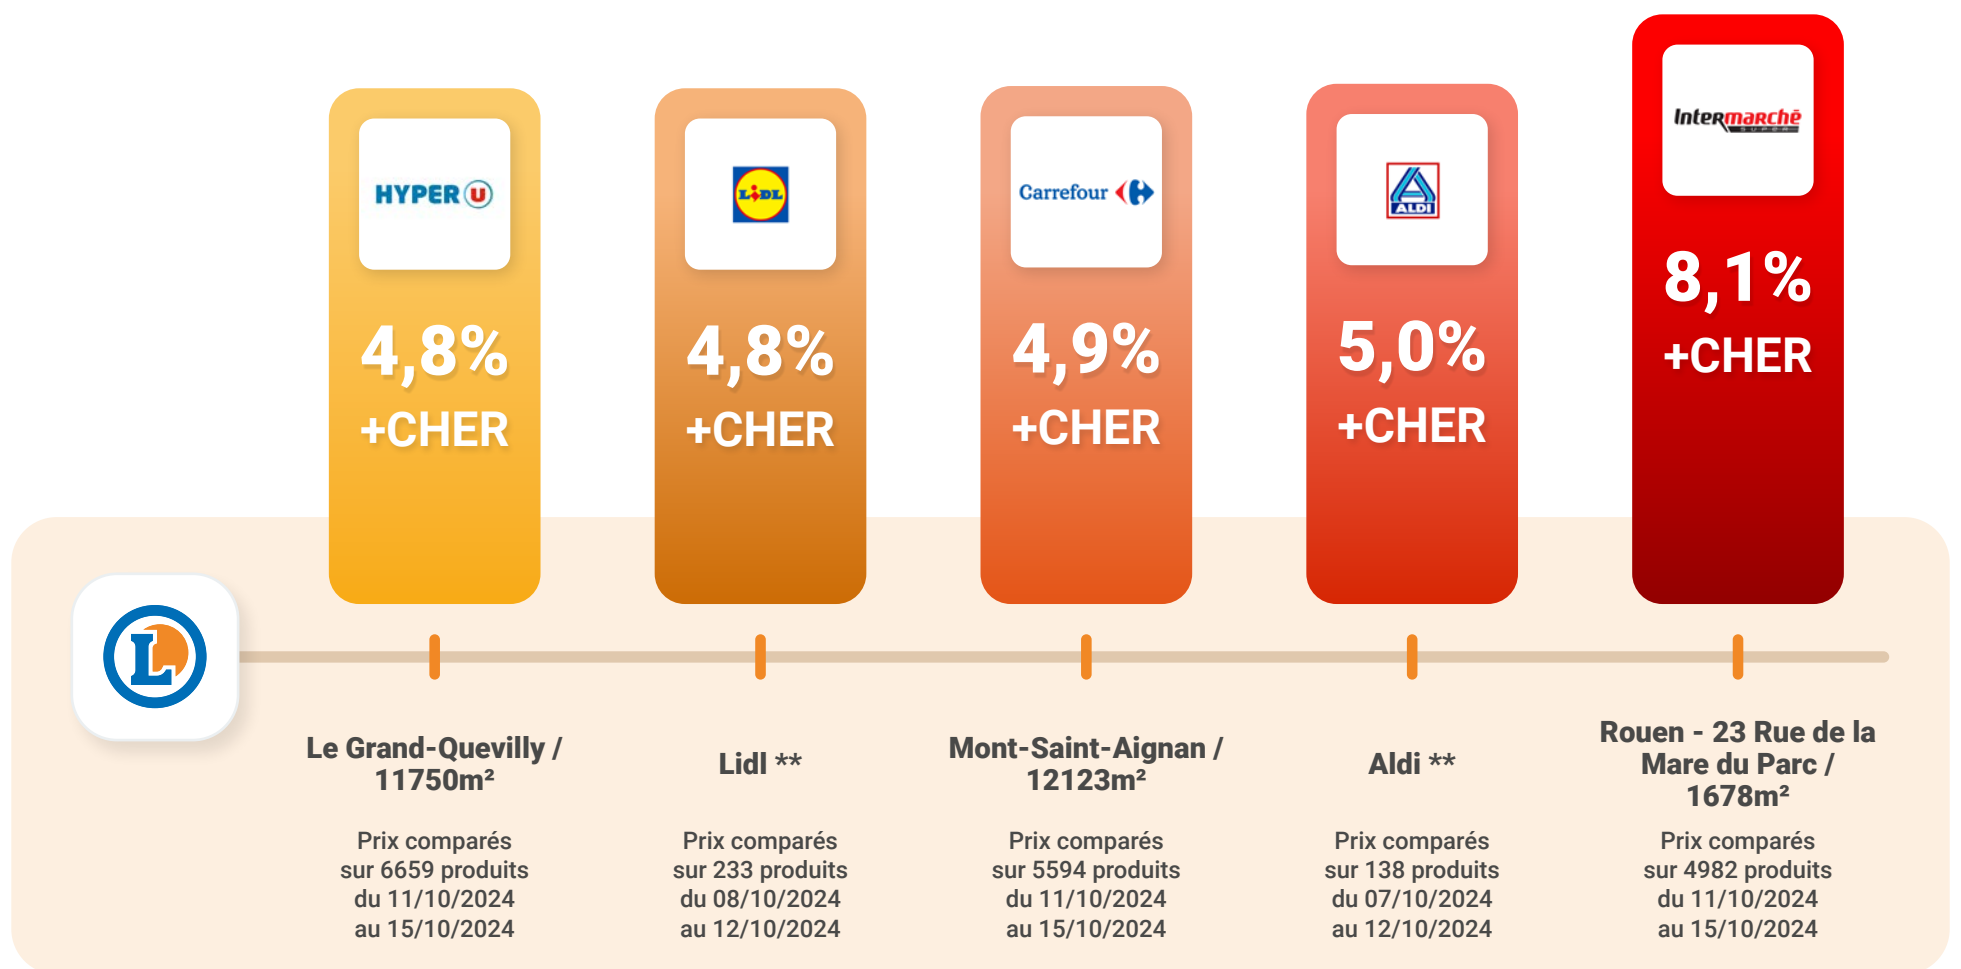 HYPER U
4,8%
+CHER
LIDL
4,8%
+CHER
Carrefour
4,9%
+CHER
ALDI
5,0%
+CHER
Intermarchē
SUPER
8,1%
+CHER
L
Le Grand-Quevilly /
11750m²
Prix comparés
sur 6659 produits
du 11/10/2024
au 15/10/2024
Lidl **
Prix comparés
sur 233 produits
du 08/10/2024
au 12/10/2024
Mont-Saint-Aignan /
12123m²
Prix comparés
sur 5594 produits
du 11/10/2024
au 15/10/2024
Aldi **
Prix comparés
sur 138 produits
du 07/10/2024
au 12/10/2024
Rouen - 23 Rue de la
Mare du Parc /
1678m²
Prix comparés
sur 4982 produits
du 11/10/2024
au 15/10/2024